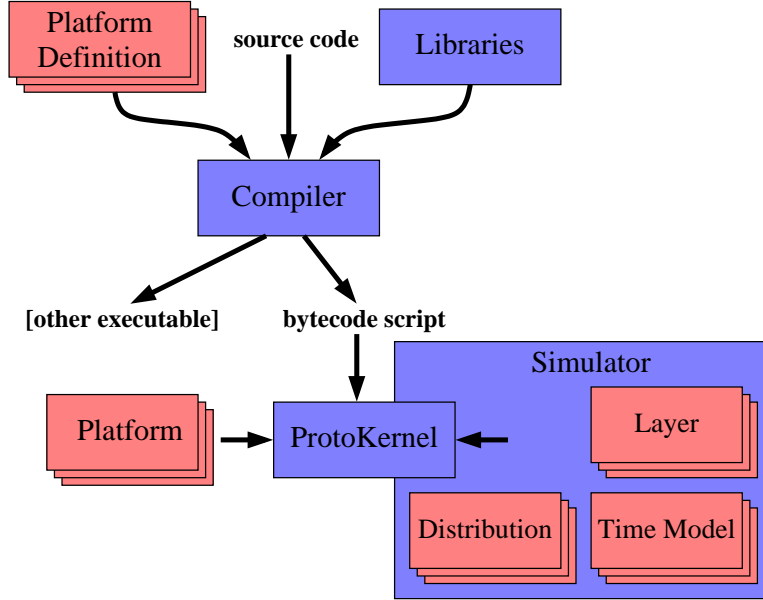 Platform
Definition
source code
Libraries
Compiler
[other executable]
bytecode script
Simulator
Platform
ProtoKernel
Layer
Distribution
Time Model